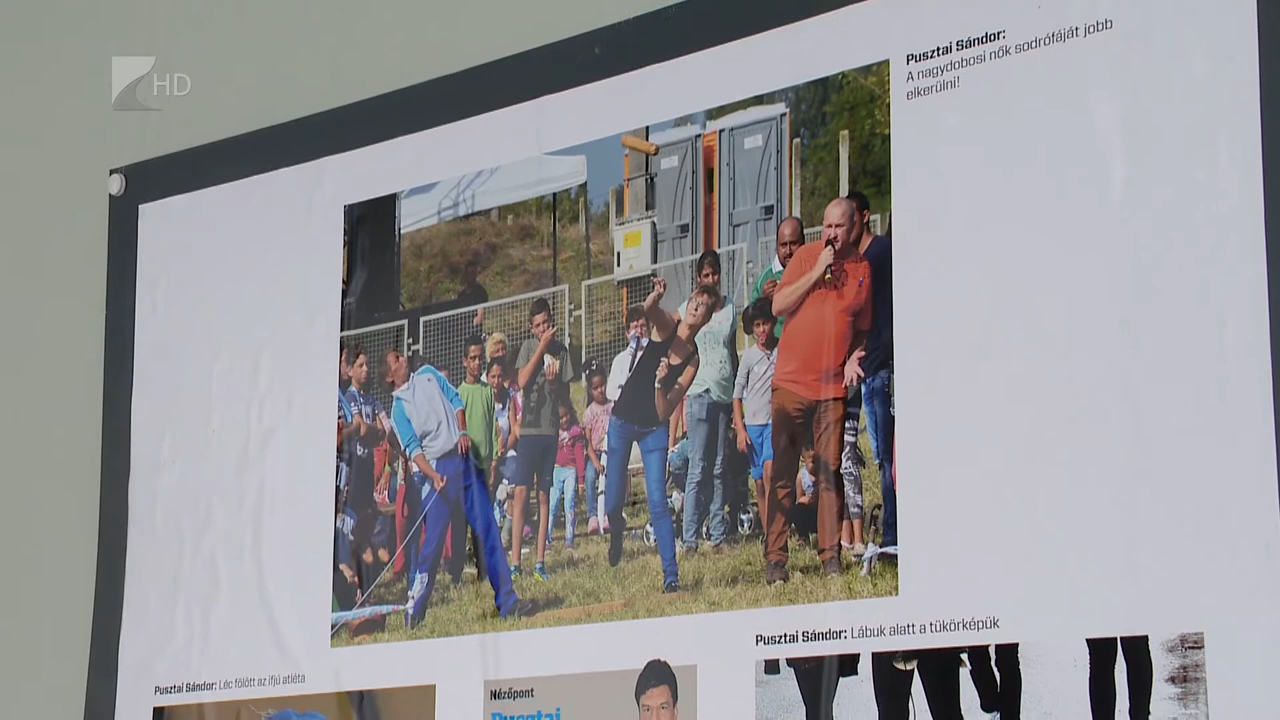 HD
Pusztai Sándor:
A nagydobosi nők sodrófáját jobb
elkerülni!
Pusztai Sándor: Lábuk alatt a tükörképük
Pusztai Sándor: Léc fölött az ifjú atléta
Nézőpont
Pusztai